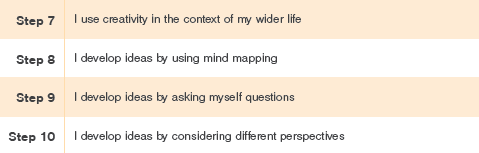 Step 7 I use creativity in the context of my wider life
Step 8 I develop ideas by using mind mapping
Step 9 I develop ideas by asking myself questions
Step 10 I develop ideas by considering different perspectives